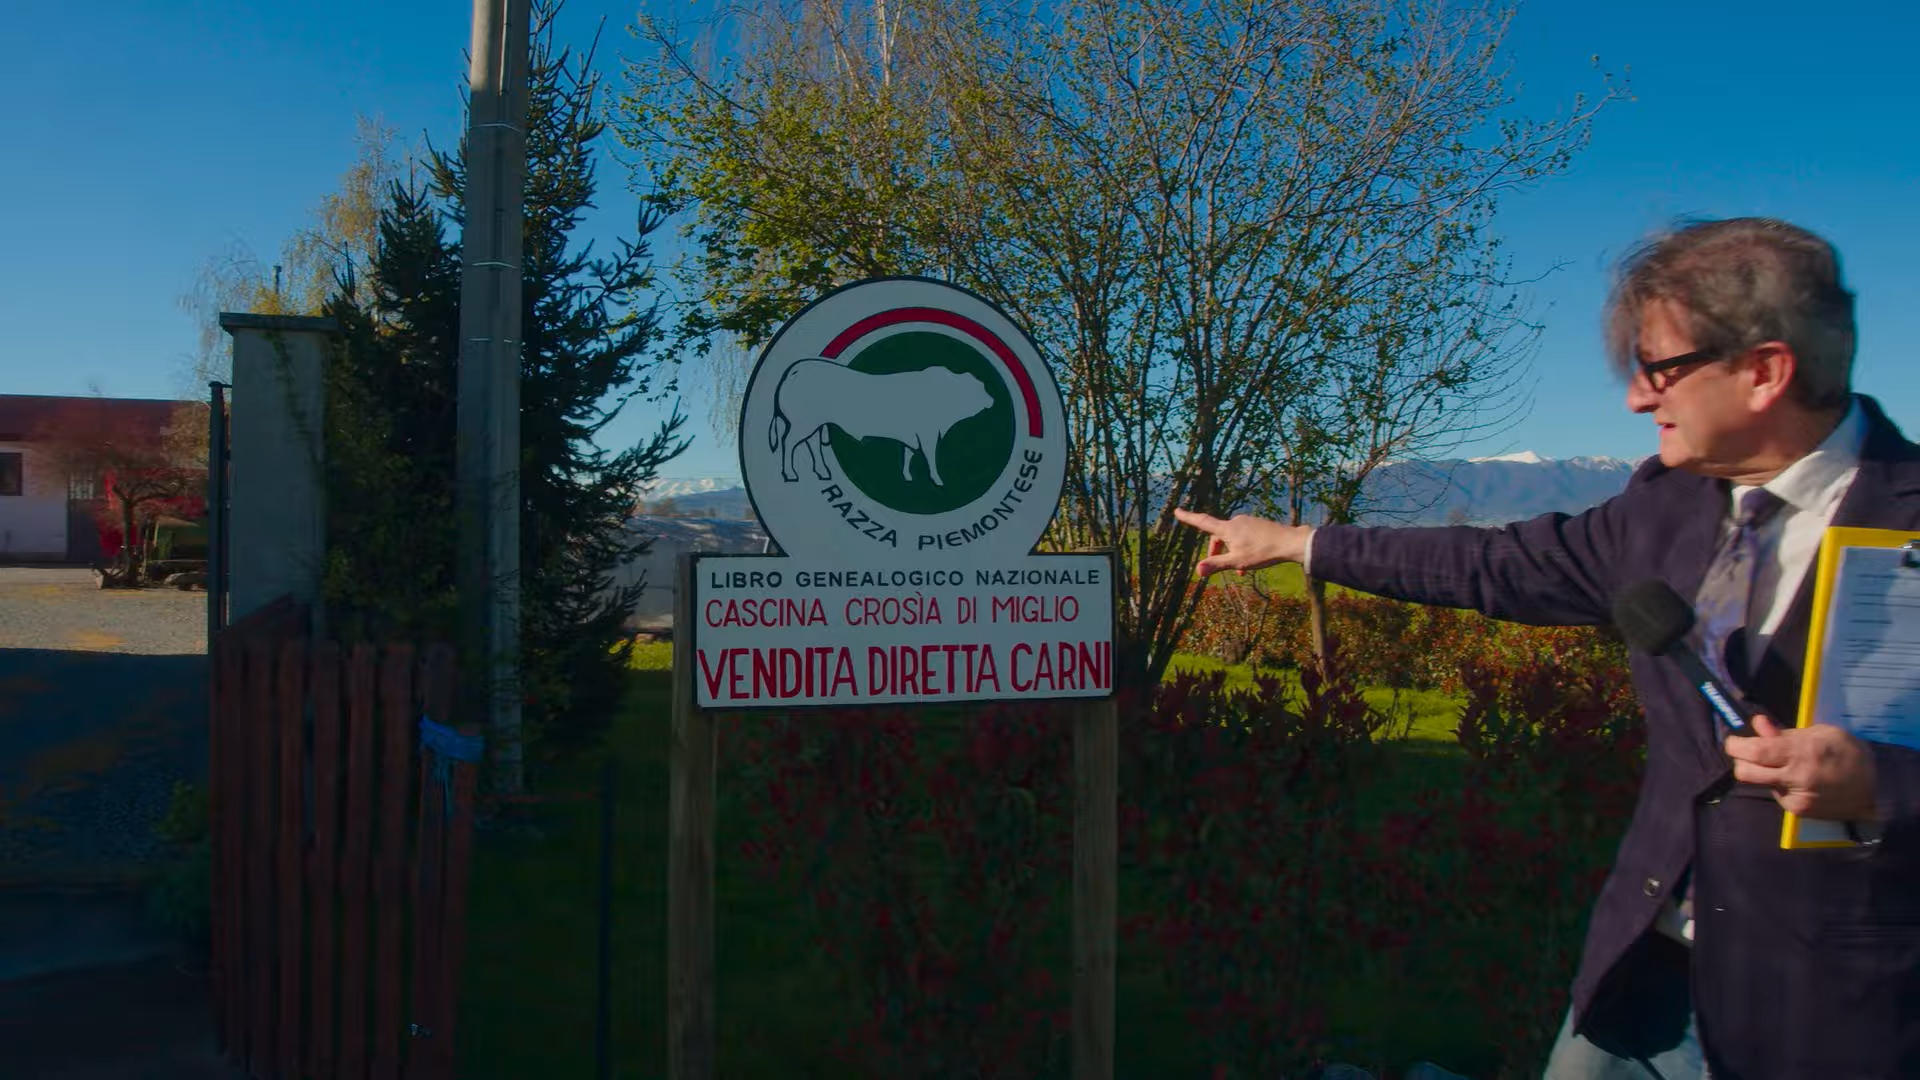 RAZZA PIEMONTESE
LIBRO GENEALOGICO NAZIONALE
CASCINA CROSÌA DI MIGLIO
VENDITA DIRETTA CARNI